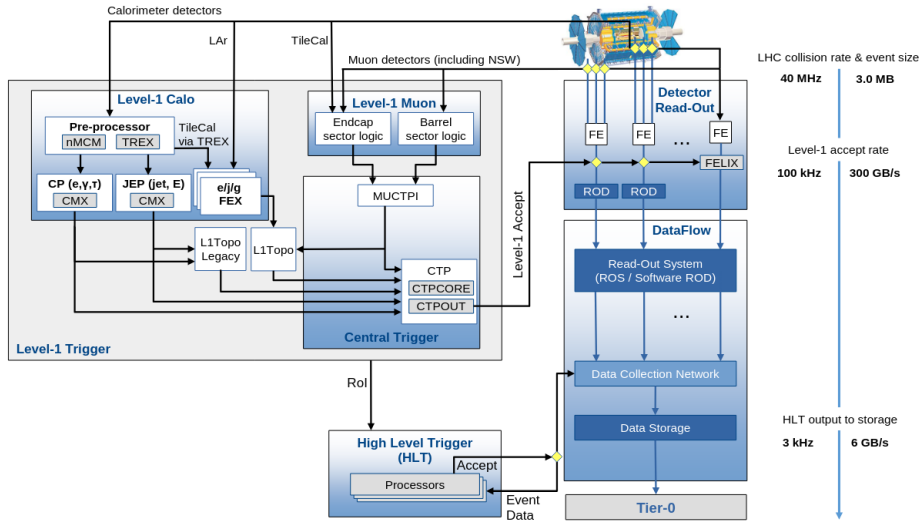 Calorimeter detectors
LAr
TileCal
Muon detectors (including NSW)
LHC collision rate & event size
40 MHz 3.0 MB
Level-1 Calo
Pre-processor
nMCM TREX
TileCal
via TREX
CP (e,γ,τ)
CMX
JEP (jet, E)
CMX
e/j/g
FEX
Level-1 Muon
Endcap
sector logic
Barrel
sector logic
Detector
Read-Out
FE
FE
...
FE
FELIX
ROD
ROD
Level-1 accept rate
100 kHz 300 GB/s
MUCTPI
L1Topo
Legacy
L1Topo
CTP
CTPCORE
CTPOUT
Central Trigger
Level-1 Trigger
Level-1 Accept
DataFlow
Read-Out System
(ROS / Software ROD)
...
Data Collection Network
Data Storage
Tier-0
RoI
High Level Trigger
(HLT)
Accept
Processors
Event
Data
HLT output to storage
3 kHz 6 GB/s